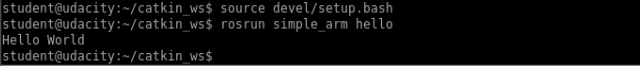 student@udacity:~/catkin_ws$ source devel/setup.bash
student@udacity:~/catkin_ws$ rosrun simple_arm hello
Hello World
student@udacity:~/catkin_ws$